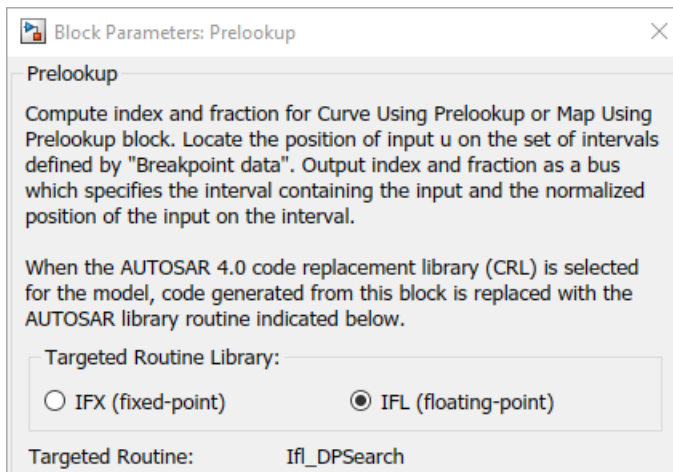 Block Parameters: Prelookup
Prelookup
Compute index and fraction for Curve Using Prelookup or Map Using
Prelookup block. Locate the position of input u on the set of intervals
defined by "Breakpoint data". Output index and fraction as a bus
which specifies the interval containing the input and the normalized
position of the input on the interval.
When the AUTOSAR 4.0 code replacement library (CRL) is selected
for the model, code generated from this block is replaced with the
AUTOSAR library routine indicated below.
Targeted Routine Library:
IFX (fixed-point) IFL (floating-point)
Targeted Routine: Ifl_DPSearch